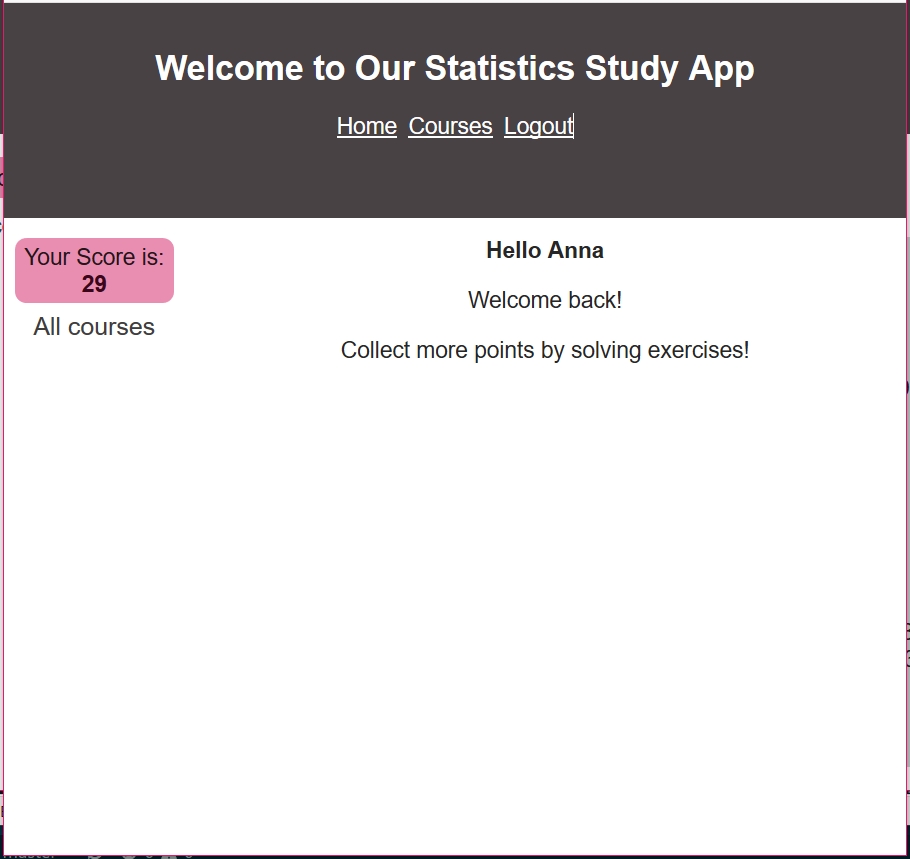 Welcome to Our Statistics Study App
Home Courses Logout
Your Score is:
29
All courses
Hello Anna
Welcome back!
Collect more points by solving exercises!